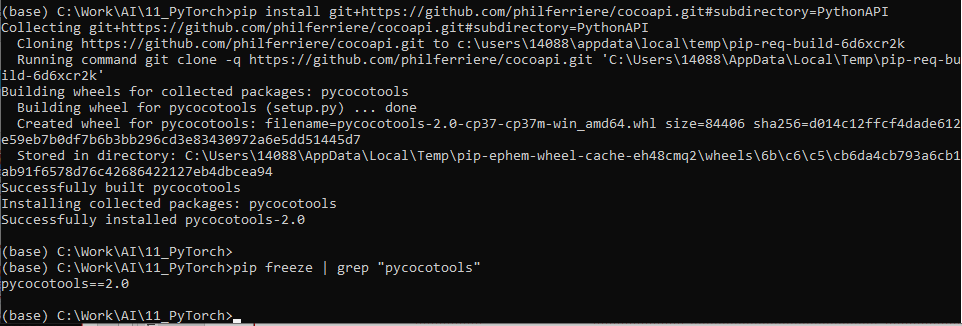 (base) C:\Work\AI\11_PyTorch>pip install git+https://github.com/philferriere/cocoapi.git#subdirectory=PythonAPI
Collecting git+https://github.com/philferriere/cocoapi.git#subdirectory=PythonAPI
  Cloning https://github.com/philferriere/cocoapi.git to c:\users\14088\appdata\local\temp\pip-req-build-6d6xcr2k
  Running command git clone -q https://github.com/philferriere/cocoapi.git 'C:\Users\14088\AppData\Local\Temp\pip-req-bu
ild-6d6xcr2k'
Building wheels for collected packages: pycocotools
  Building wheel for pycocotools (setup.py) ... done
  Created wheel for pycocotools: filename=pycocotools-2.0-cp37-cp37m-win_amd64.whl size=84406 sha256=d014c12ffcf4dade612
e59eb7b0df7b6b3bb296cd3e83430972a6e5dd51445d7
  Stored in directory: C:\Users\14088\AppData\Local\Temp\pip-ephem-wheel-cache-eh48cmq2\wheels\6b\c6\c5\cb6da4cb793a6cb1
ab91f6578d76c42686422127eb4dbcea94
Successfully built pycocotools
Installing collected packages: pycocotools
Successfully installed pycocotools-2.0
(base) C:\Work\AI\11_PyTorch>
(base) C:\Work\AI\11_PyTorch>pip freeze | grep "pycocotools"
pycocotools==2.0
(base) C:\Work\AI\11_PyTorch>